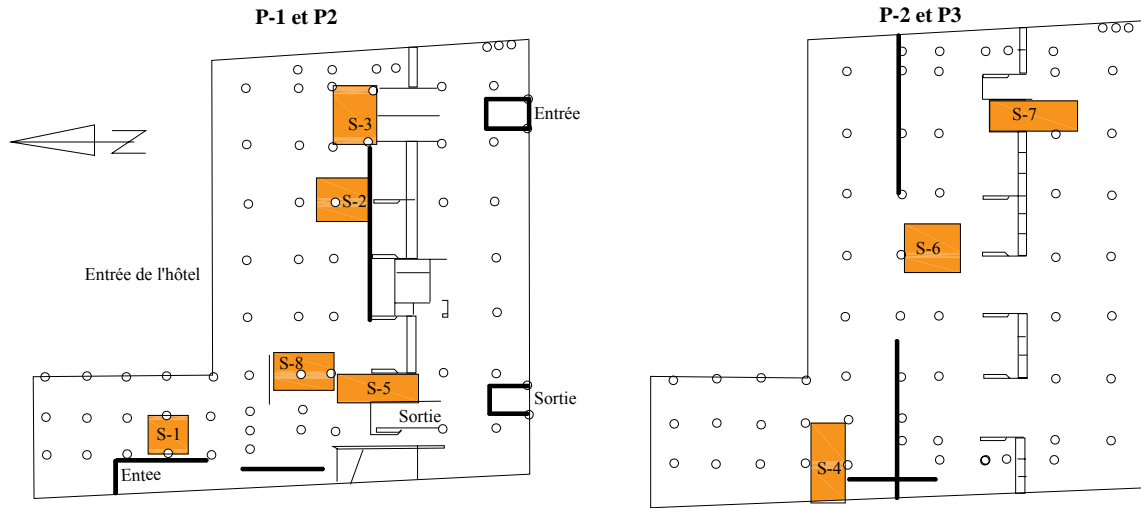 P-1 et P2
P-2 et P3
Entrée
S-3
S-7
N
S-2
S-6
Entrée de l'hôtel
S-8
S-5
Sortie
Sortie
S-1
Entee
S-4